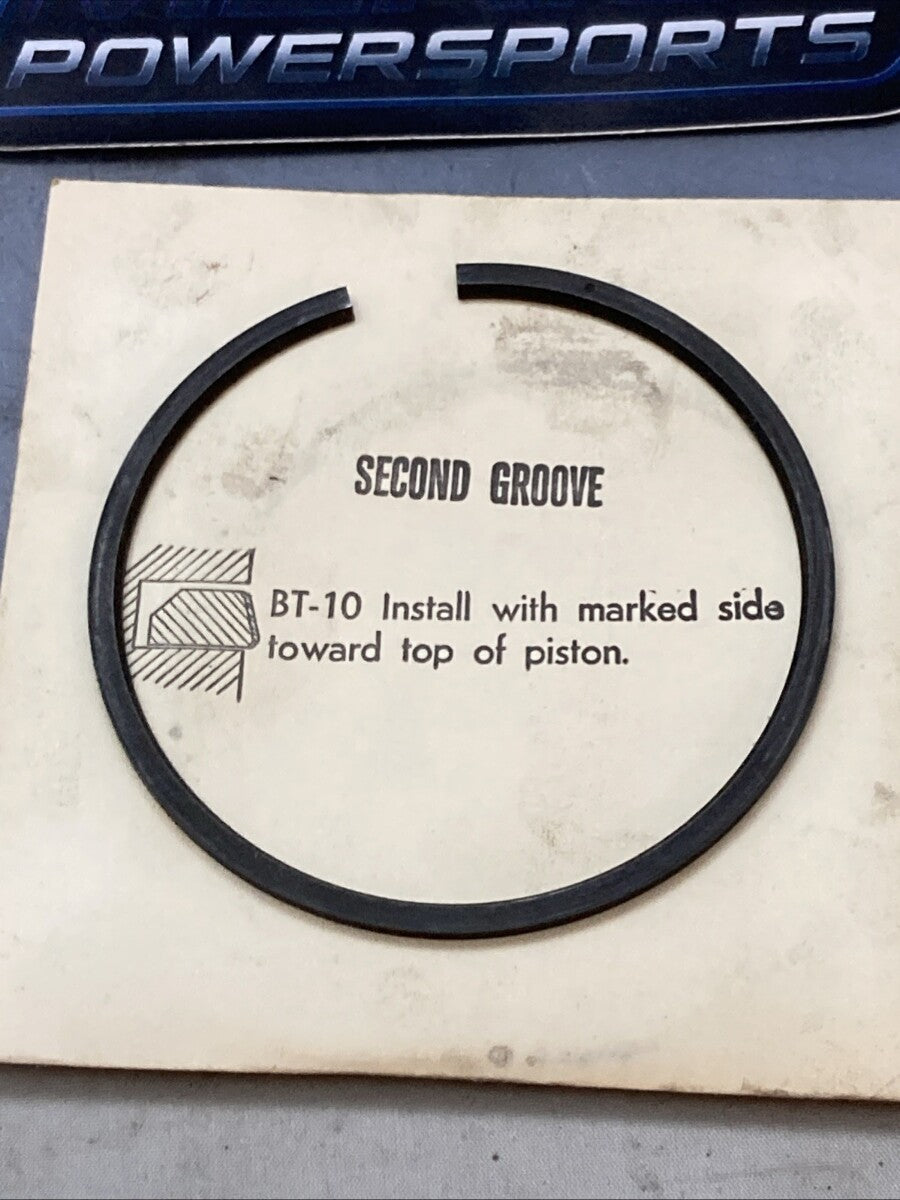 POWERSPORTS
SECOND GROOVE
BT-10 Install with marked side
toward top of piston.